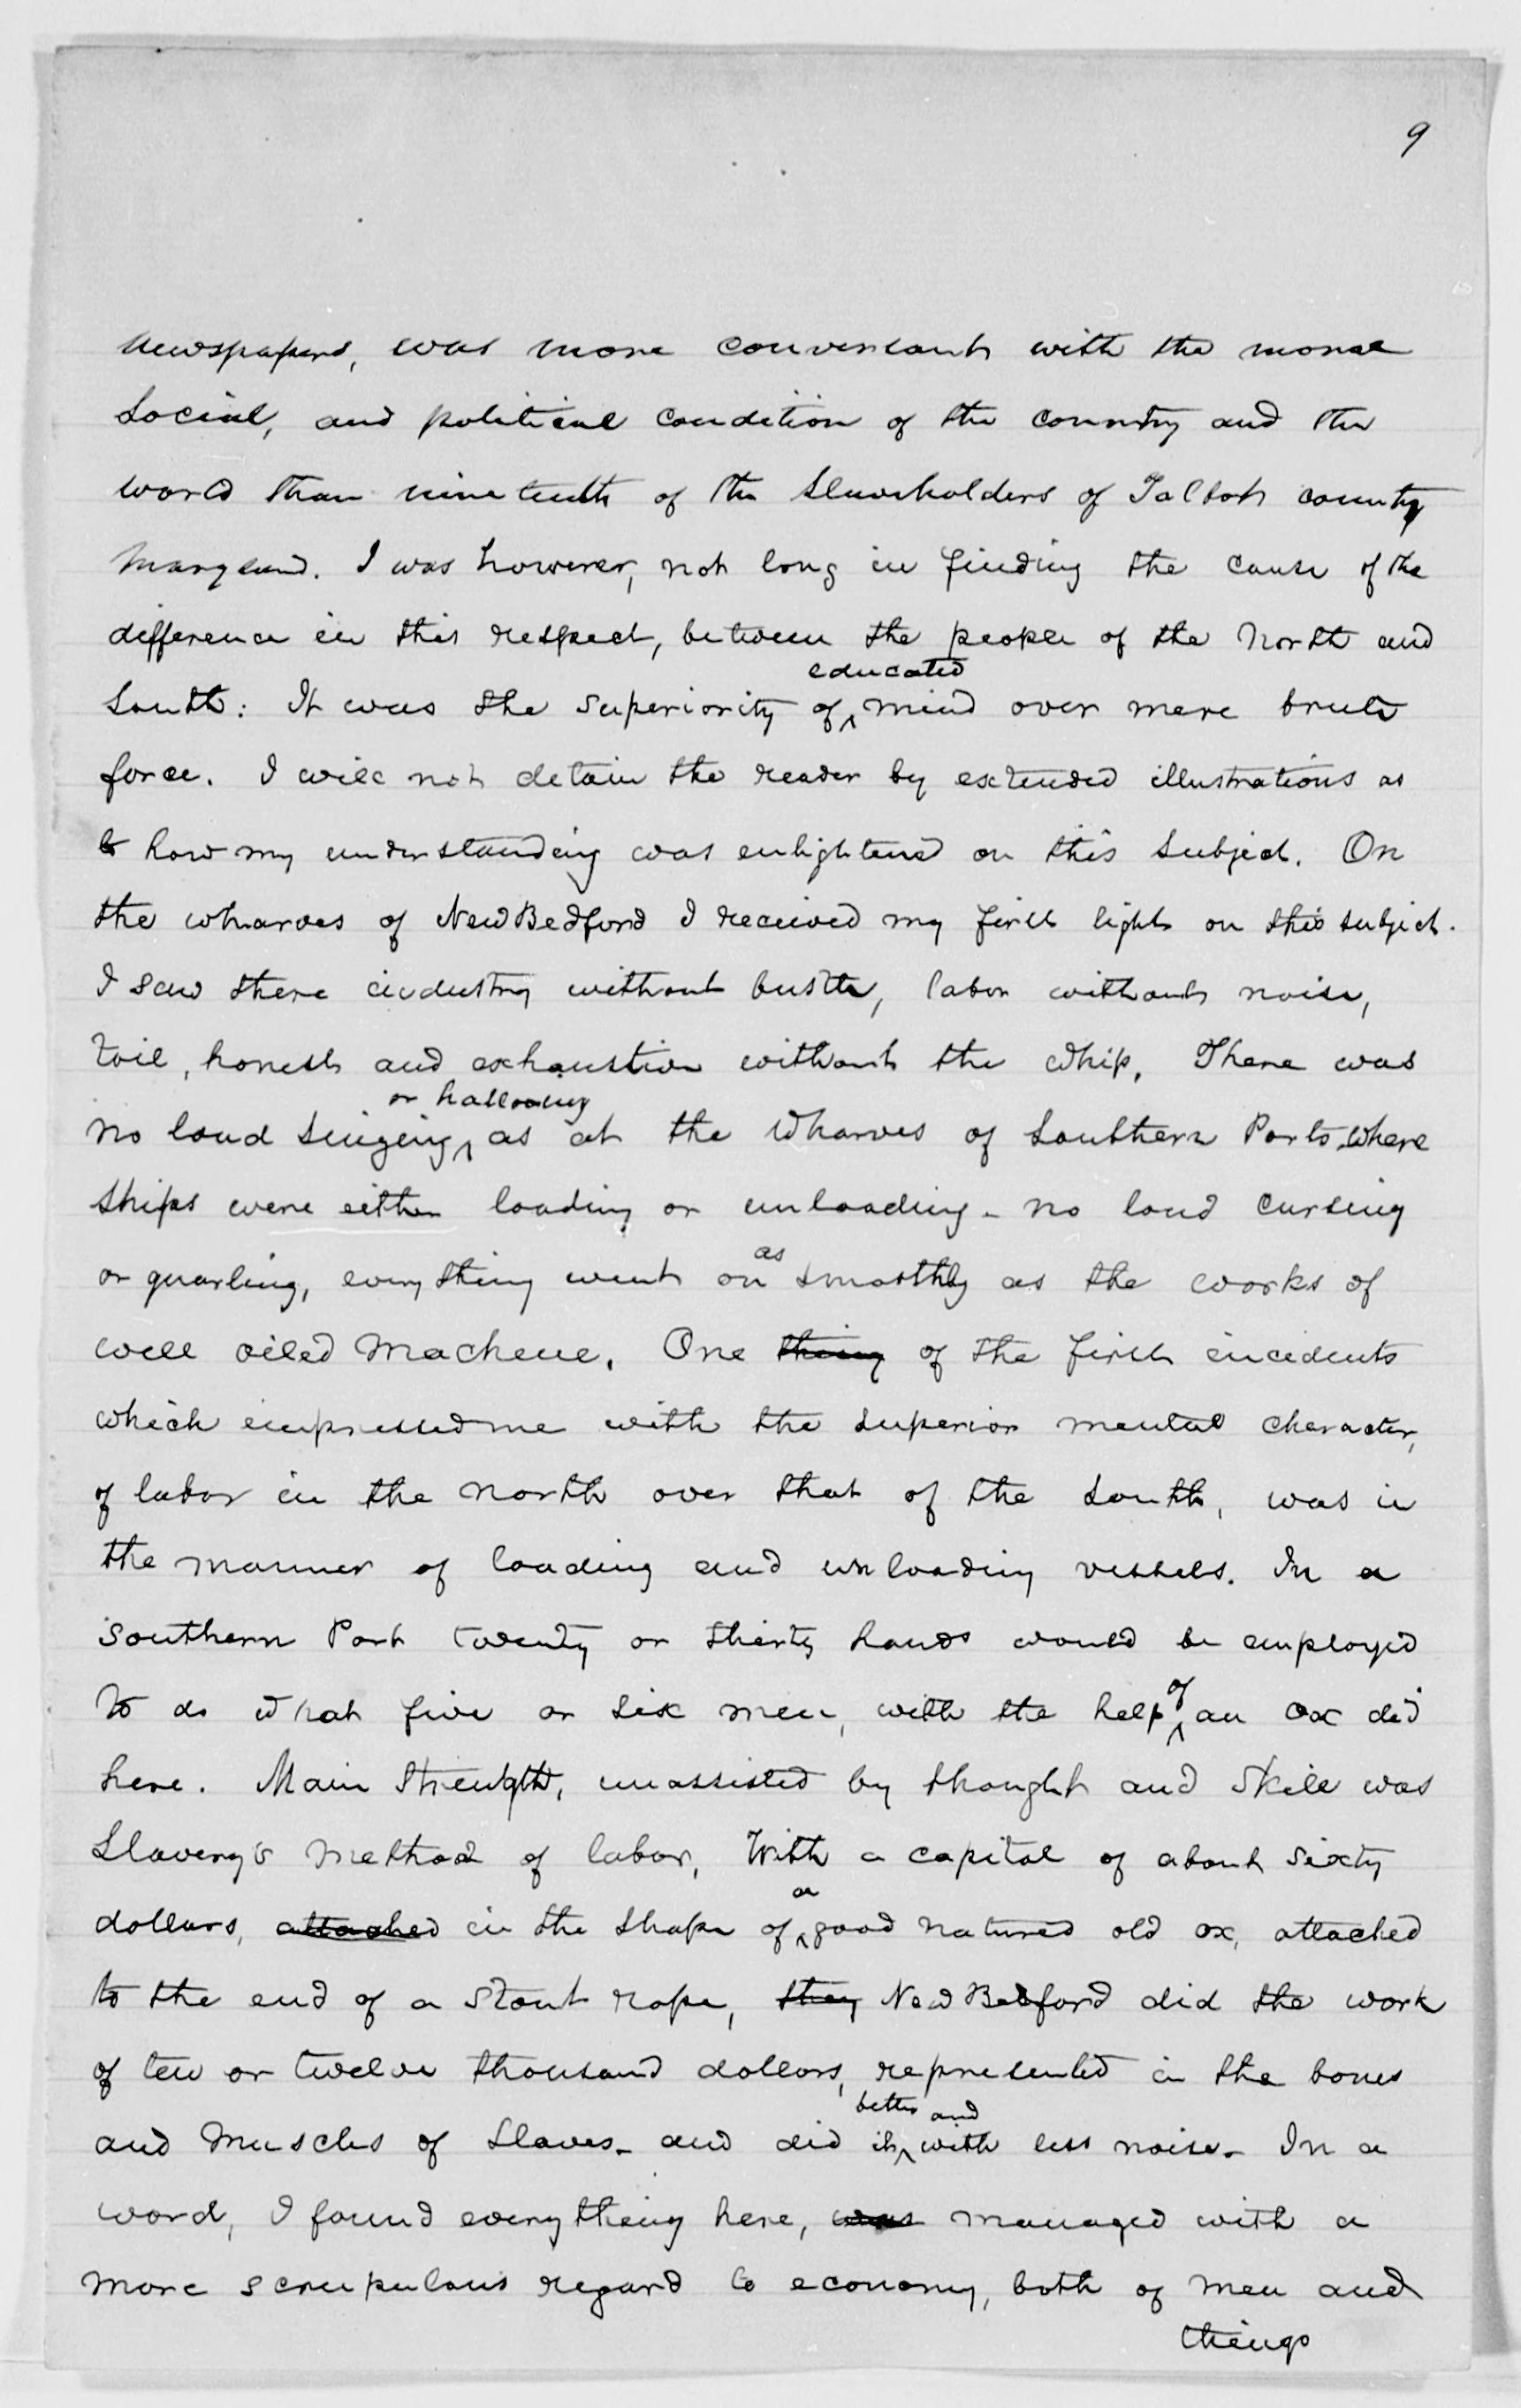 9
newspapers, was more conversant with the moral
social, and political condition of the country and the
world than nine tenths of the slaveholders of Talbot county
Maryland. I was however, not long in finding the cause of the
difference in this respect, between the people of the North and
educated
South: It was the superiority of ^ mind over mere brute
force. I will not detain the reader by extended illustrations as
to how my understanding was enlightened on this subject. On
the wharves of New Bedford I received my first light on this subject.
I saw there industry without bustle, labor without noise,
toil, honest and exhaustive without the whip. There was
or hallooing
no loud singing ^ as at the wharves of Southern Ports where
ships were either loading or unloading - no loud cursing
as
or quarling, everything went on smoothly as the works of
well oiled machene. One thing of the first incidents
which impressed me with the superior mental character,
of labor in the north over that of the South, was in
the manner of loading and unloading vessels. In a
southern Port twenty or thirty hands would be employed
of
to do what five or six men, with the help ^ an ox did
here. Main strength, unassisted by thought and skill was
Slavery's method of labor. With a capital of about sixty
a
dollars, attached in the shape of ^ good natured old ox, attached
to the end of a stout rope, they New Bedford did the work
of ten or twelve thousand dollars, represented in the bones
better and
and muscles of slaves - and did it ^ with less noise - In a
word, I found everything here, was managed with a
more scrupulous regard to economy, both of men and
things